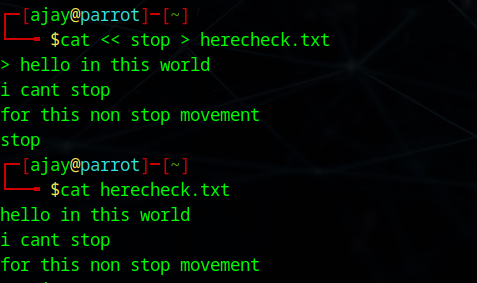 ┌─[ajay@parrot]─[~]
└──╼ $cat << stop > herecheck.txt
> hello in this world
i cant stop
for this non stop movement
stop
┌─[ajay@parrot]─[~]
└──╼ $cat herecheck.txt
hello in this world
i cant stop
for this non stop movement